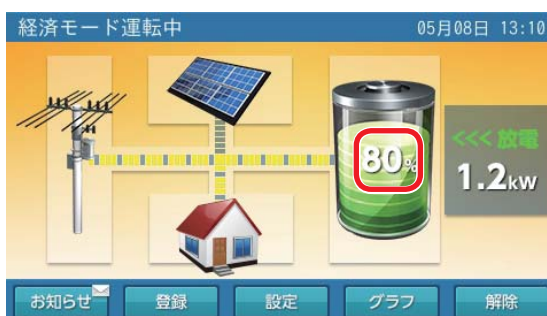 経済モード運転中 05月08日 13:10
80%
<<< 放電
1.2kW
お知らせ 登録 設定 グラフ 解除